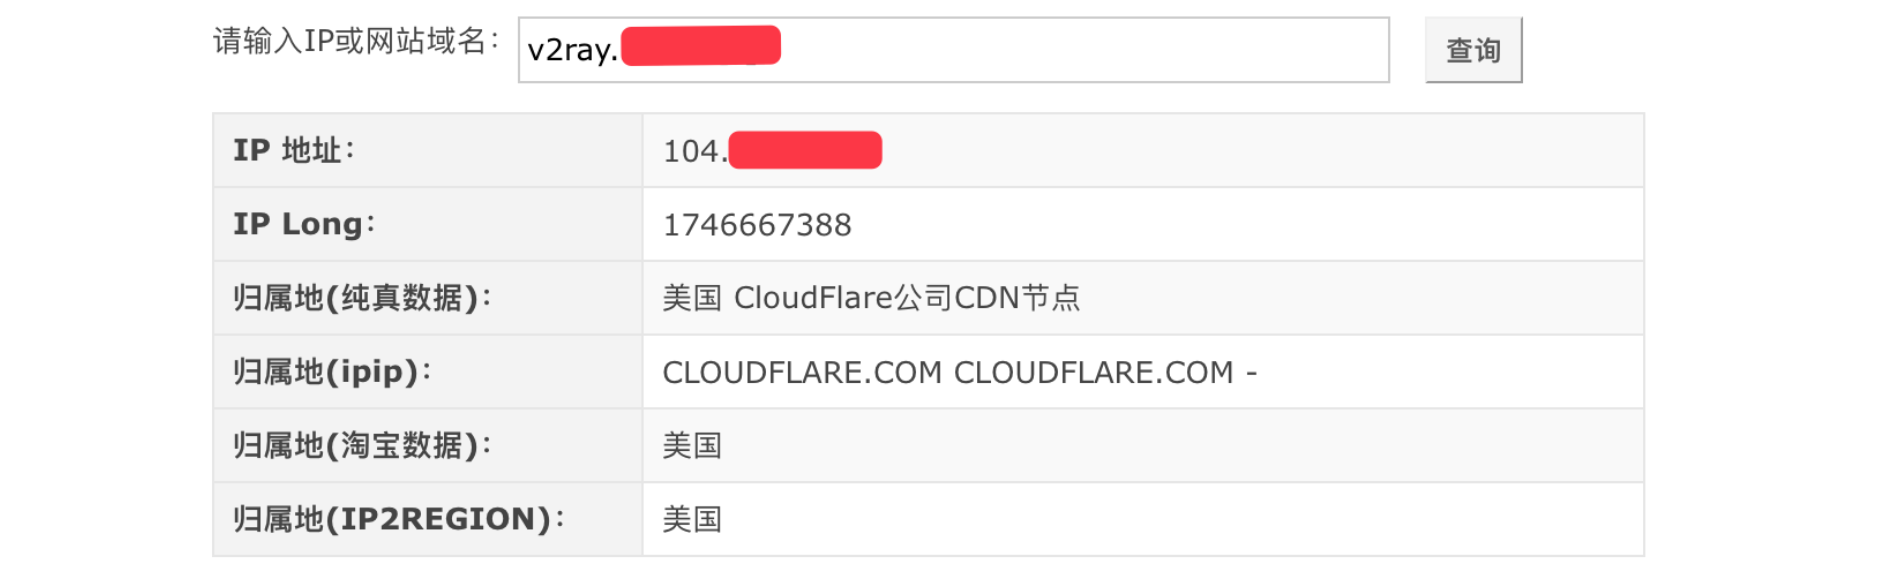 请输入IP或网站域名：
v2ray.
查询
IP 地址：
104.
IP Long：
1746667388
归属地(纯真数据)：
美国 CloudFlare公司CDN节点
归属地(ipip)：
CLOUDFLARE.COM CLOUDFLARE.COM -
归属地(淘宝数据)：
美国
归属地(IP2REGION)：
美国